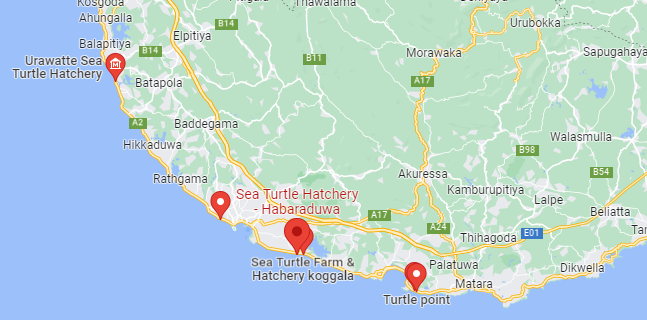 Kosgoda
Ahungalla
Balapitiya
Elpitiya
B14
Thawalama
Urubokka
B14
B11
Morawaka
Sapugahaya
Urawatte Sea
Turtle Hatchery
Batapola
A17
A2
Baddegama
Hikkaduwa
Walasmulla
B98
Rathgama
Akuressa
B54
Sea Turtle Hatchery
- Habaraduwa
Kamburupitiya
Lalpe
Beliatta
A17
A24
Thihagoda
E01
Sea Turtle Farm &
Hatchery koggala
Palatuwa
Dikwella
Matara
Turtle point